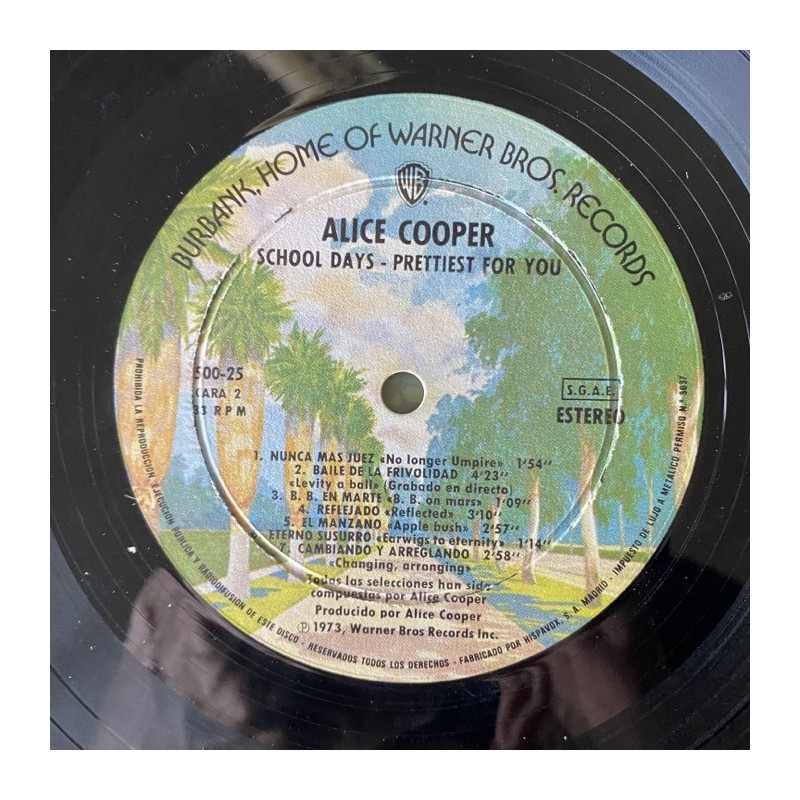 BURBANK, HOME OF WARNER BROS. RECORDS
WB
ALICE COOPER
SCHOOL DAYS - PRETTIEST FOR YOU
500-25
CARA 2
33 RPM
S.G.A.E.
ESTEREO
1. NUNCA MAS JUEZ «No longer Umpire» 1'54''
2. BAILE DE LA FRIVOLIDAD 4'23''
«Levity a ball» (Grabado en directo)
3. B. B. EN MARTE «B. B. on mars» 1'09''
4. REFLEJADO «Reflected» 3'10''
5. EL MANZANO «Apple bush» 2'57''
6. ETERNO SUSURRO «Earwigs to eternity» 1'14''
7. CAMBIANDO Y ARREGLANDO 2'58''
«Changing, arranging»
Todas las selecciones han sido
compuestas por Alice Cooper
Producido por Alice Cooper
℗ 1973, Warner Bros Records Inc.
PROHIBIDA LA REPRODUCCION, EJECUCION PUBLICA Y RADIODIFUSION DE ESTE DISCO - RESERVADOS TODOS LOS DERECHOS - FABRICADO POR HISPAVOX, S. A. MADRID - IMPUESTO DE LUJO A METALICO PERMISO N.º 5037